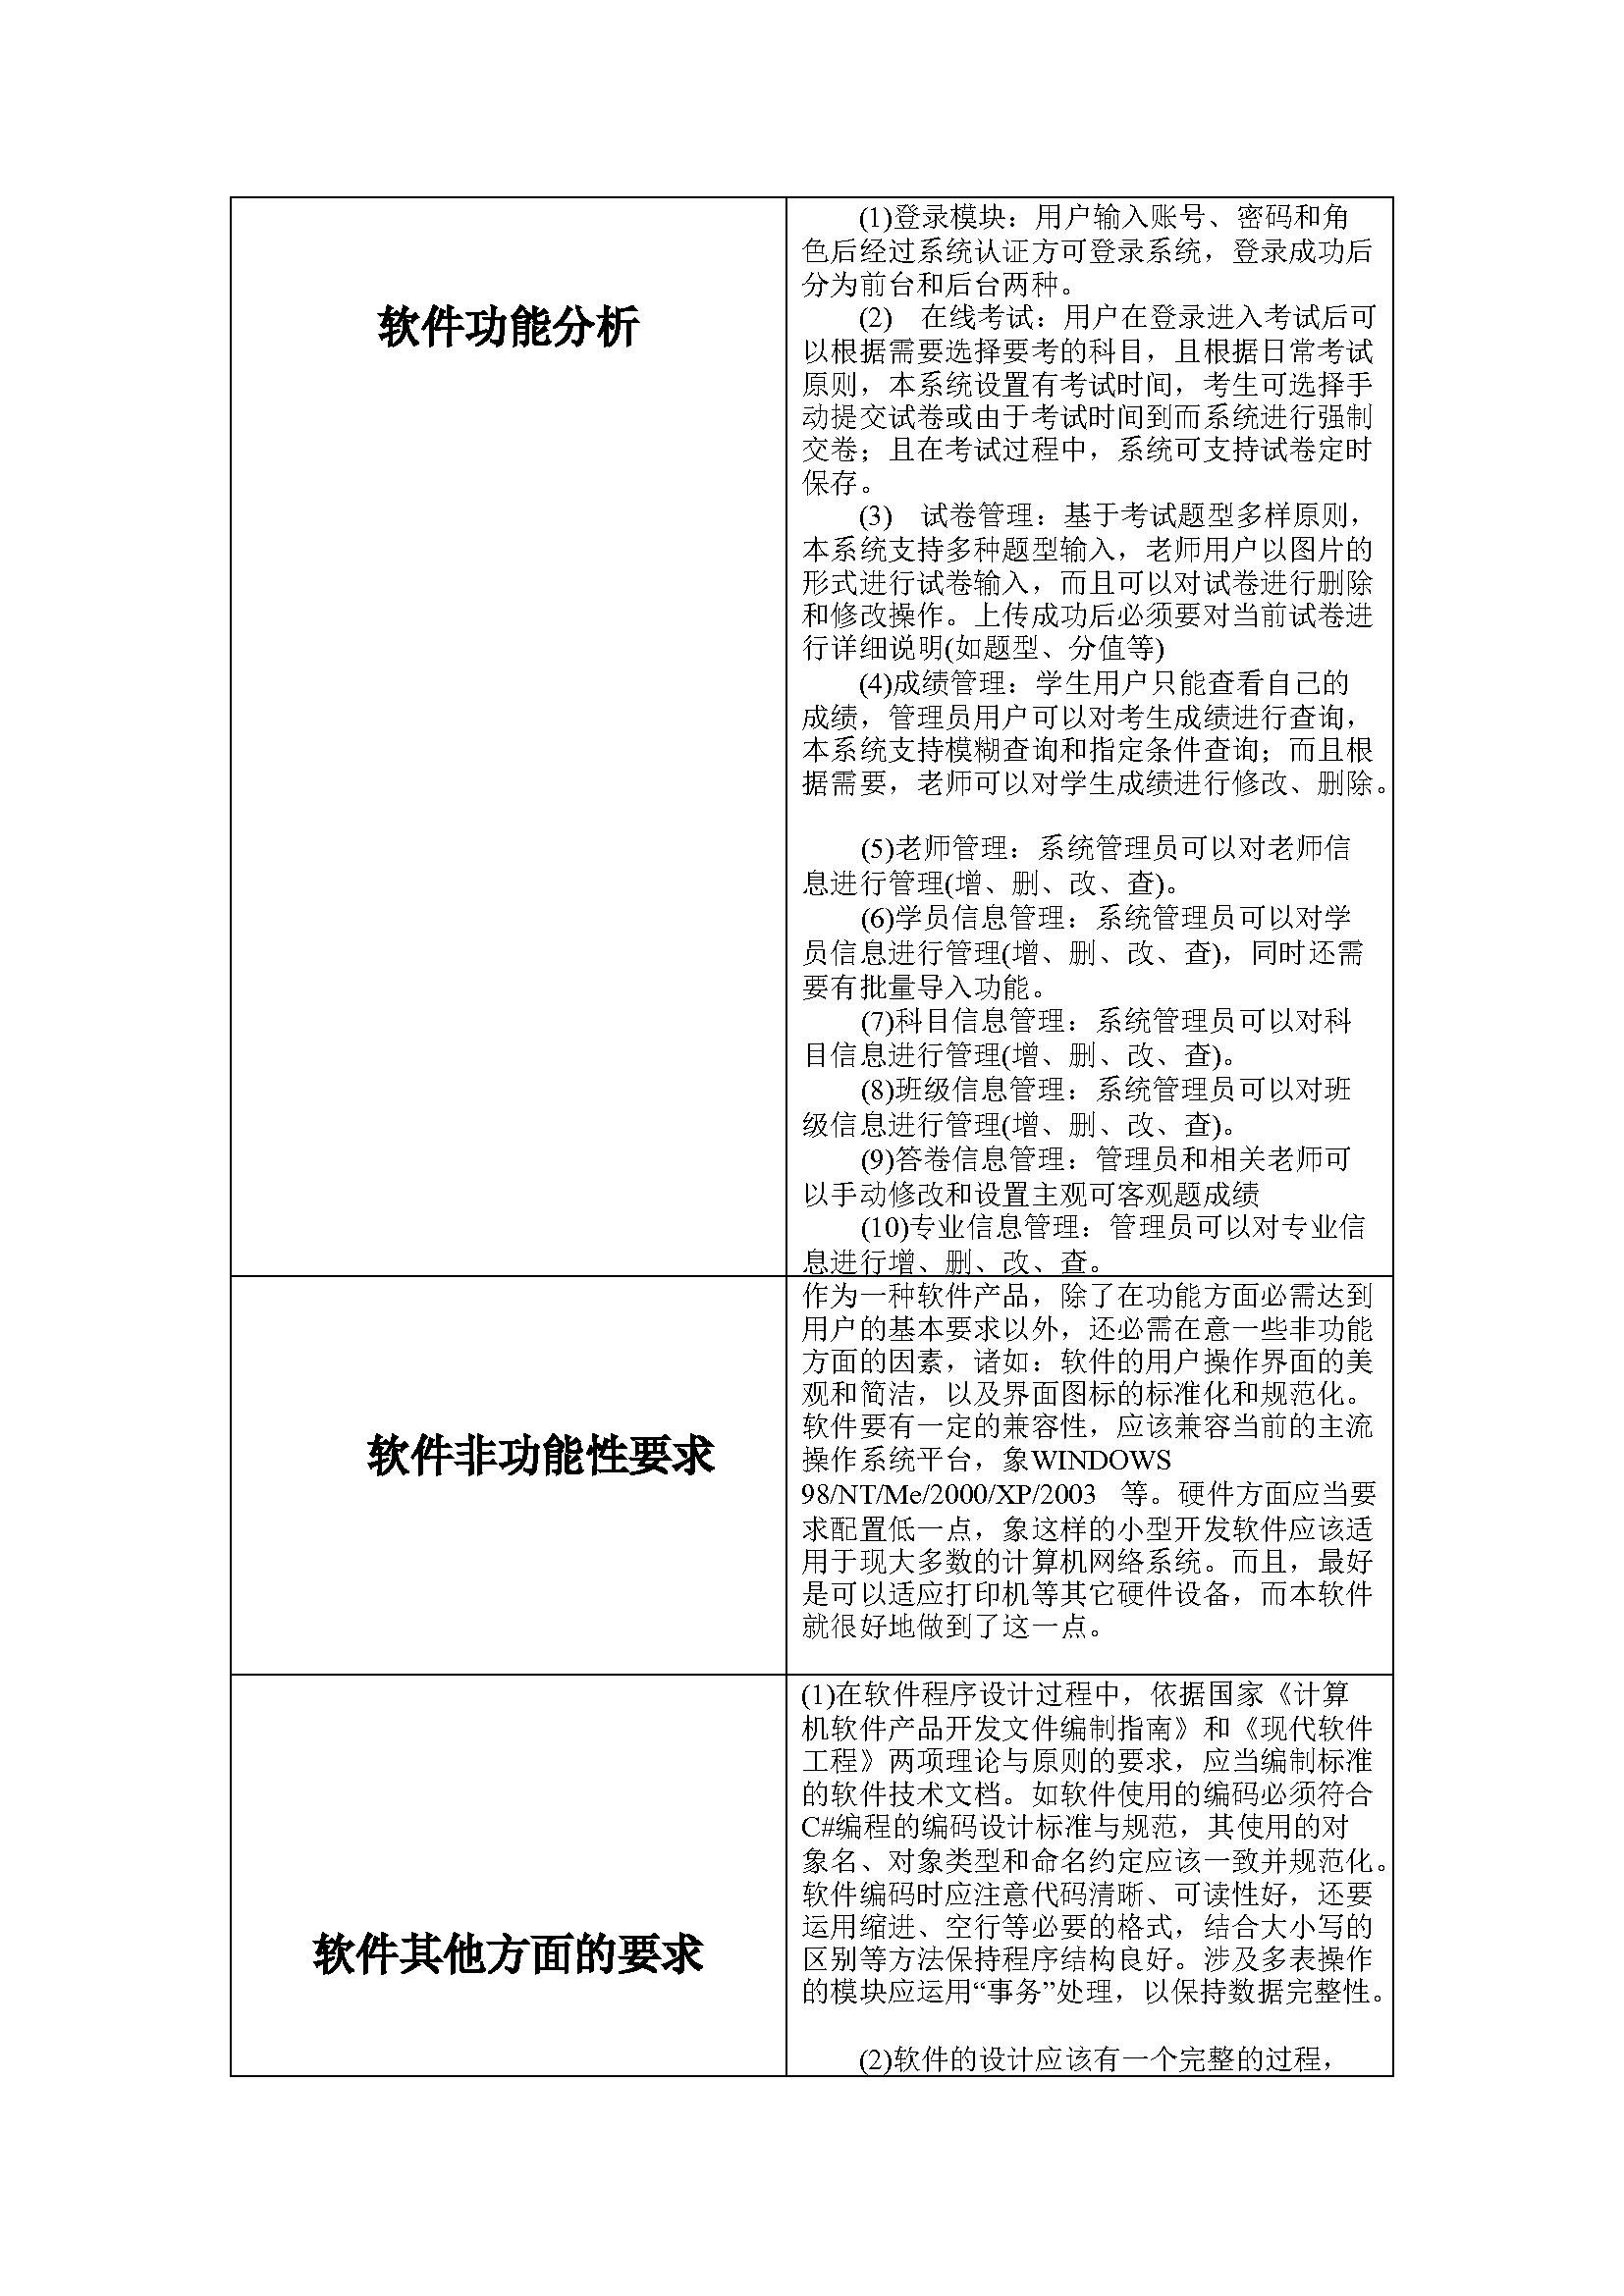 软件功能分析
(1)登录模块：用户输入账号、密码和角
色后经过系统认证方可登录系统，登录成功后
分为前台和后台两种。
(2) 在线考试：用户在登录进入考试后可
以根据需要选择要考的科目，且根据日常考试
原则，本系统设置有考试时间，考生可选择手
动提交试卷或由于考试时间到而系统进行强制
交卷；且在考试过程中，系统可支持试卷定时
保存。
(3) 试卷管理：基于考试题型多样原则，
本系统支持多种题型输入，老师用户以图片的
形式进行试卷输入，而且可以对试卷进行删除
和修改操作。上传成功后必须要对当前试卷进
行详细说明(如题型、分值等)
(4)成绩管理：学生用户只能查看自己的
成绩，管理员用户可以对考生成绩进行查询，
本系统支持模糊查询和指定条件查询；而且根
据需要，老师可以对学生成绩进行修改、删除。
(5)老师管理：系统管理员可以对老师信
息进行管理(增、删、改、查)。
(6)学员信息管理：系统管理员可以对学
员信息进行管理(增、删、改、查)，同时还需
要有批量导入功能。
(7)科目信息管理：系统管理员可以对科
目信息进行管理(增、删、改、查)。
(8)班级信息管理：系统管理员可以对班
级信息进行管理(增、删、改、查)。
(9)答卷信息管理：管理员和相关老师可
以手动修改和设置主观可客观题成绩
(10)专业信息管理：管理员可以对专业信
息进行增、删、改、查。
软件非功能性要求
作为一种软件产品，除了在功能方面必需达到
用户的基本要求以外，还必需在意一些非功能
方面的因素，诸如：软件的用户操作界面的美
观和简洁，以及界面图标的标准化和规范化。
软件要有一定的兼容性，应该兼容当前的主流
操作系统平台，象WINDOWS
98/NT/Me/2000/XP/2003 等。硬件方面应当要
求配置低一点，象这样的小型开发软件应该适
用于现大多数的计算机网络系统。而且，最好
是可以适应打印机等其它硬件设备，而本软件
就很好地做到了这一点。
软件其他方面的要求
(1)在软件程序设计过程中，依据国家《计算
机软件产品开发文件编制指南》和《现代软件
工程》两项理论与原则的要求，应当编制标准
的软件技术文档。如软件使用的编码必须符合
C#编程的编码设计标准与规范，其使用的对
象名、对象类型和命名约定应该一致并规范化。
软件编码时应注意代码清晰、可读性好，还要
运用缩进、空行等必要的格式，结合大小写的
区别等方法保持程序结构良好。涉及多表操作
的模块应运用“事务”处理，以保持数据完整性。
(2)软件的设计应该有一个完整的过程，